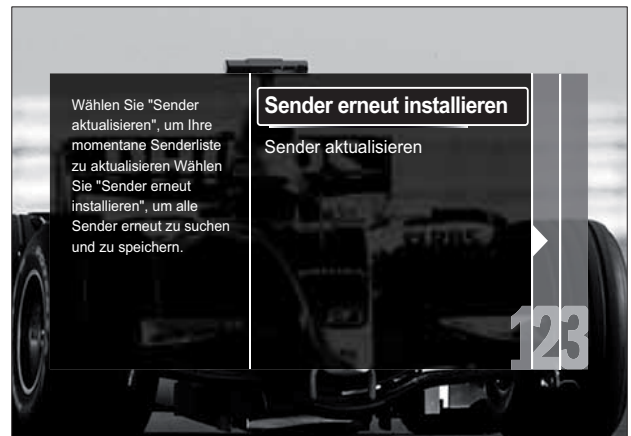 Wählen Sie "Sender
aktualisieren", um Ihre
momentane Senderliste
zu aktualisieren Wählen
Sie "Sender erneut
installieren", um alle
Sender erneut zu suchen
und zu speichern.
Sender erneut installieren
Sender aktualisieren
123